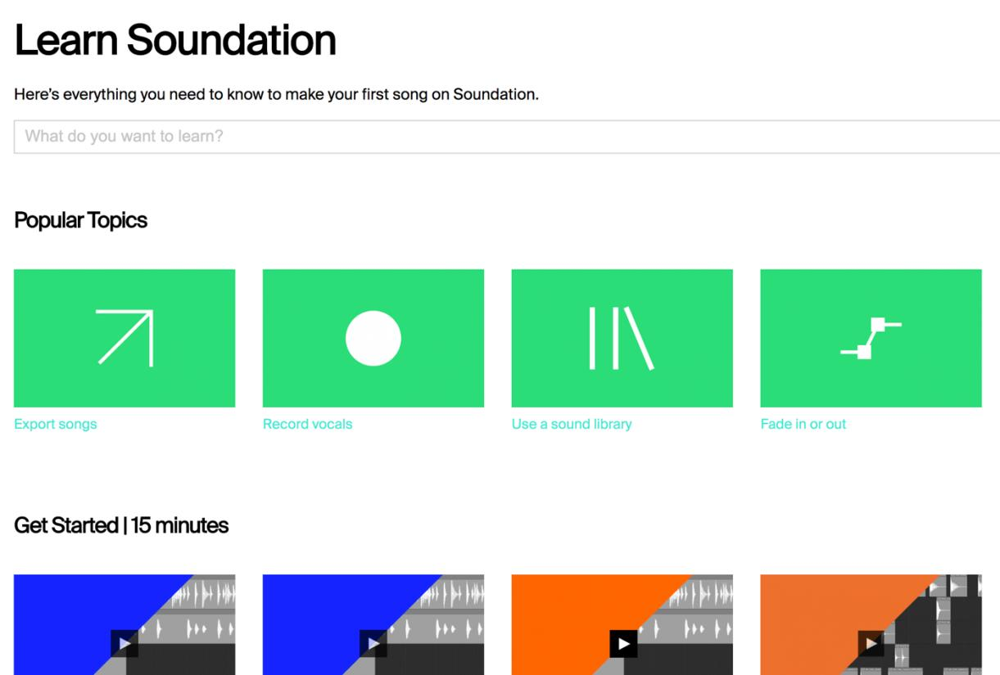 Learn Soundation
Here's everything you need to know to make your first song on Soundation.
What do you want to learn?
Popular Topics
Export songs
Record vocals
Use a sound library
Fade in or out
Get Started | 15 minutes